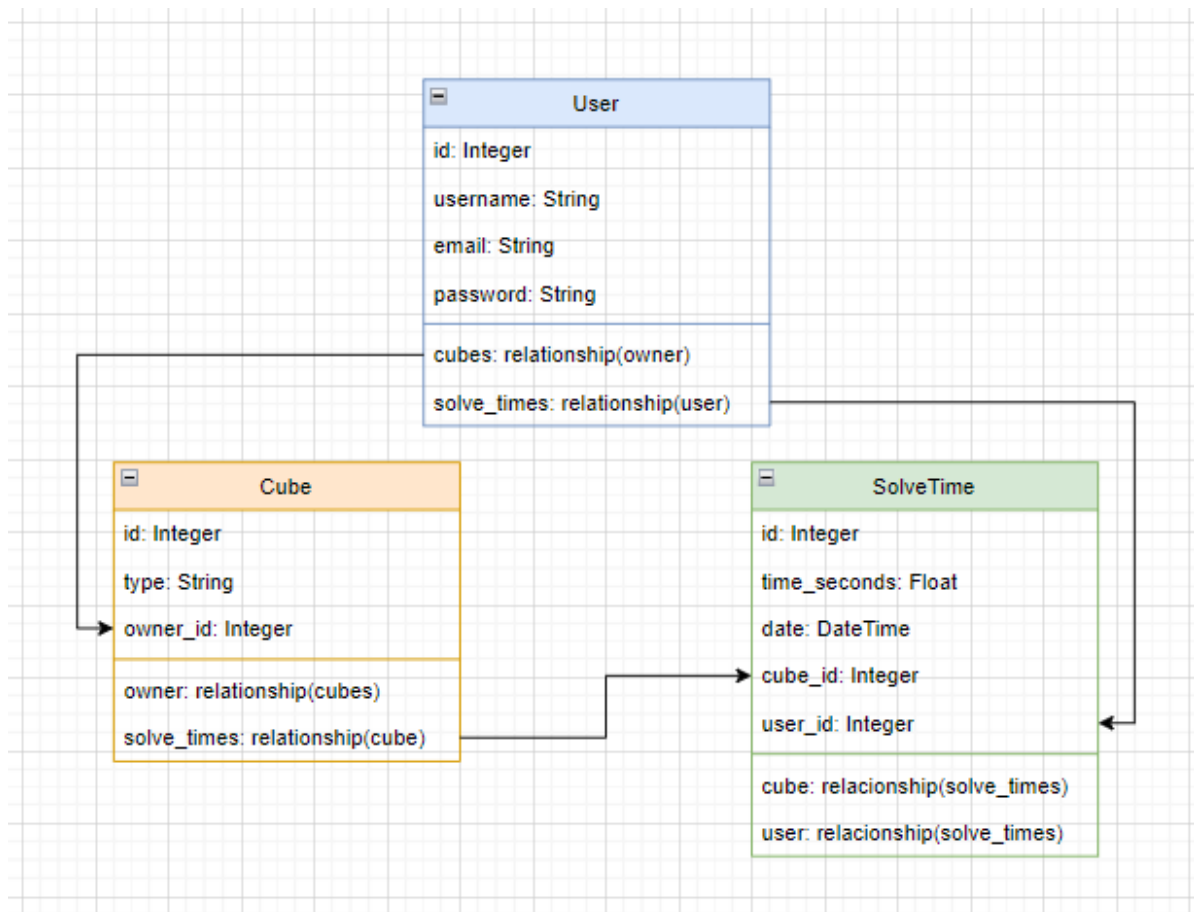 User
id: Integer
username: String
email: String
password: String
cubes: relationship(owner)
solve_times: relationship(user)
Cube
id: Integer
type: String
owner_id: Integer
owner: relationship(cubes)
solve_times: relationship(cube)
SolveTime
id: Integer
time_seconds: Float
date: DateTime
cube_id: Integer
user_id: Integer
cube: relacionship(solve_times)
user: relacionship(solve_times)